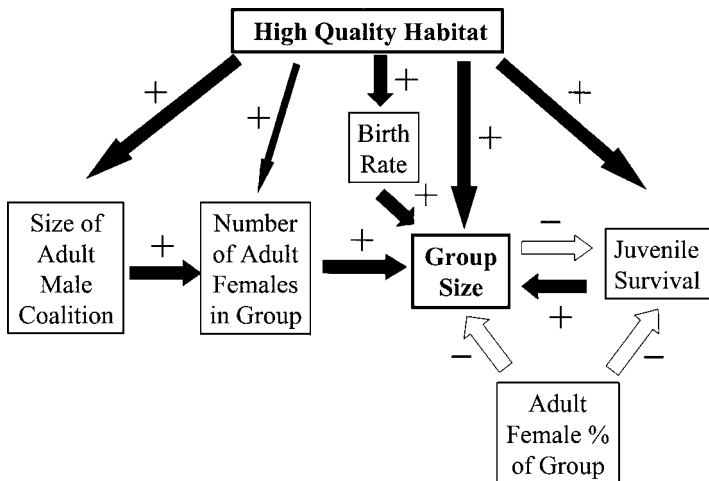 High Quality Habitat
+
+
+
+
+
Birth
Rate
+
Size of
Adult
Male
Coalition
+
Number
of Adult
Females
in Group
+
Group
Size
−
+
Juvenile
Survival
−
−
Adult
Female %
of Group